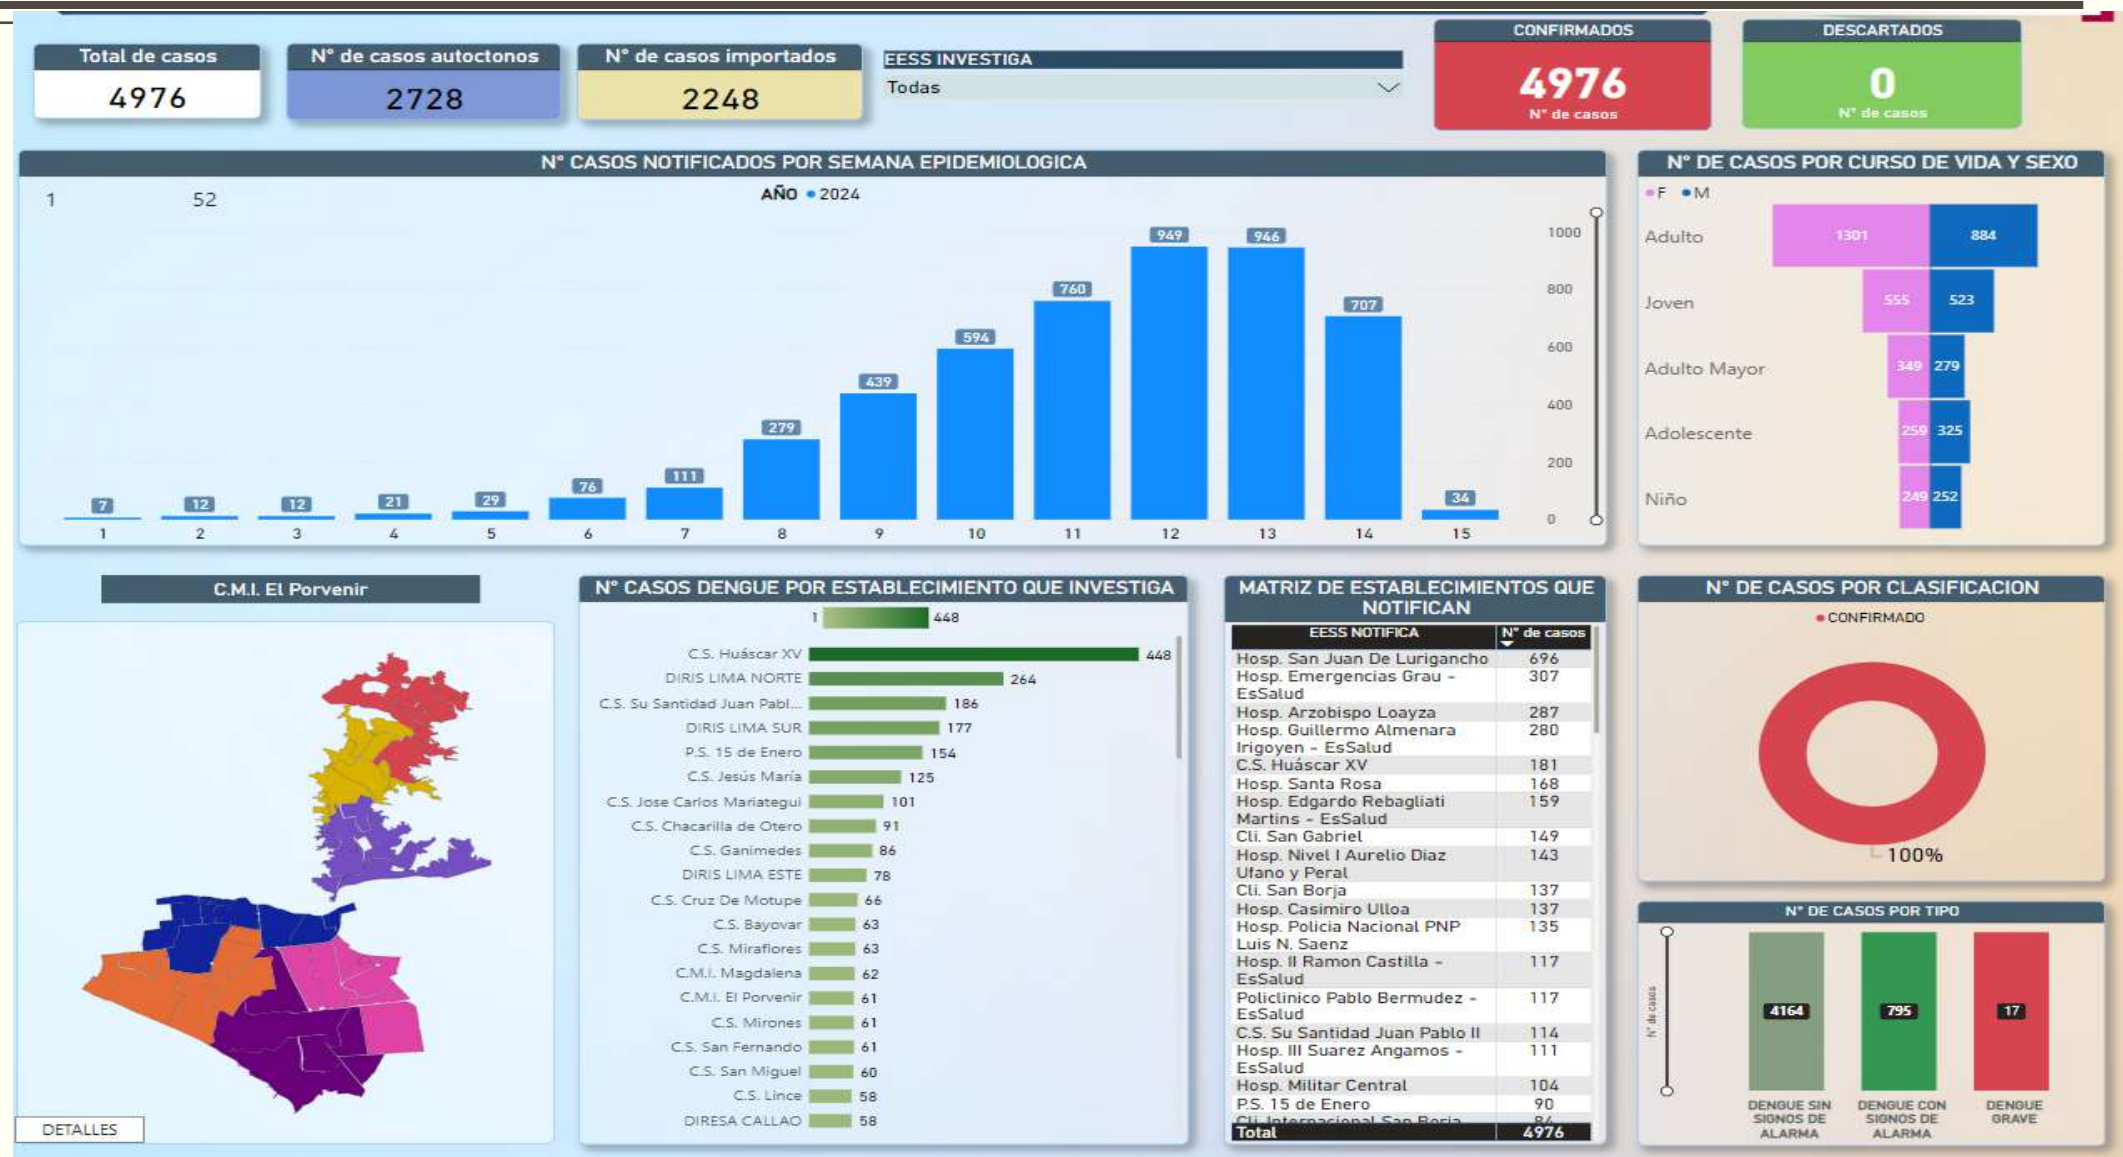 Total de casos
4976
N° de casos autoctonos
2728
N° de casos importados
2248
EESS INVESTIGA
Todas
CONFIRMADOS
4976
N° de casos
DESCARTADOS
0
N° de casos
N° CASOS NOTIFICADOS POR SEMANA EPIDEMIOLOGICA
1 52
AÑO 2024
7 12 12 21 29 76 111 279 439 594 760 949 946 707 34
1000
800
600
400
200
0
1 2 3 4 5 6 7 8 9 10 11 12 13 14 15
N° DE CASOS POR CURSO DE VIDA Y SEXO
F M
Adulto 1301 884
Joven 555 523
Adulto Mayor 349 279
Adolescente 259 325
Niño 249 252
C.M.I. El Porvenir
DETALLES
N° CASOS DENGUE POR ESTABLECIMIENTO QUE INVESTIGA
1 448
C.S. Huáscar XV 448
DIRIS LIMA NORTE 264
C.S. Su Santidad Juan Pabl... 186
DIRIS LIMA SUR 177
P.S. 15 de Enero 154
C.S. Jesús María 125
C.S. Jose Carlos Mariategui 101
C.S. Chacarilla de Otero 91
C.S. Ganimedes 86
DIRIS LIMA ESTE 78
C.S. Cruz De Motupe 66
C.S. Bayovar 63
C.S. Miraflores 63
C.M.I. Magdalena 62
C.M.I. El Porvenir 61
C.S. Mirones 61
C.S. San Fernando 61
C.S. San Miguel 60
C.S. Lince 58
DIRESA CALLAO 58
MATRIZ DE ESTABLECIMIENTOS QUE
NOTIFICAN
EESS NOTIFICA N° de casos
Hosp. San Juan De Lurigancho 696
Hosp. Emergencias Grau - 307
EsSalud
Hosp. Arzobispo Loayza 287
Hosp. Guillermo Almenara 280
Irigoyen - EsSalud
C.S. Huáscar XV 181
Hosp. Santa Rosa 168
Hosp. Edgardo Rebagliati 159
Martins - EsSalud
Cli. San Gabriel 149
Hosp. Nivel I Aurelio Diaz 143
Ufano y Peral
Cli. San Borja 137
Hosp. Casimiro Ulloa 137
Hosp. Policia Nacional PNP 135
Luis N. Saenz
Hosp. II Ramon Castilla - 117
EsSalud
Policlinico Pablo Bermudez - 117
EsSalud
C.S. Su Santidad Juan Pablo II 114
Hosp. III Suarez Angamos - 111
EsSalud
Hosp. Militar Central 104
P.S. 15 de Enero 90
Cli. Internacional San Borja
Total 4976
N° DE CASOS POR CLASIFICACION
CONFIRMADO
100%
N° DE CASOS POR TIPO
N° de casos
4164 795 17
DENGUE SIN
SIGNOS DE
ALARMA
DENGUE CON
SIGNOS DE
ALARMA
DENGUE
GRAVE